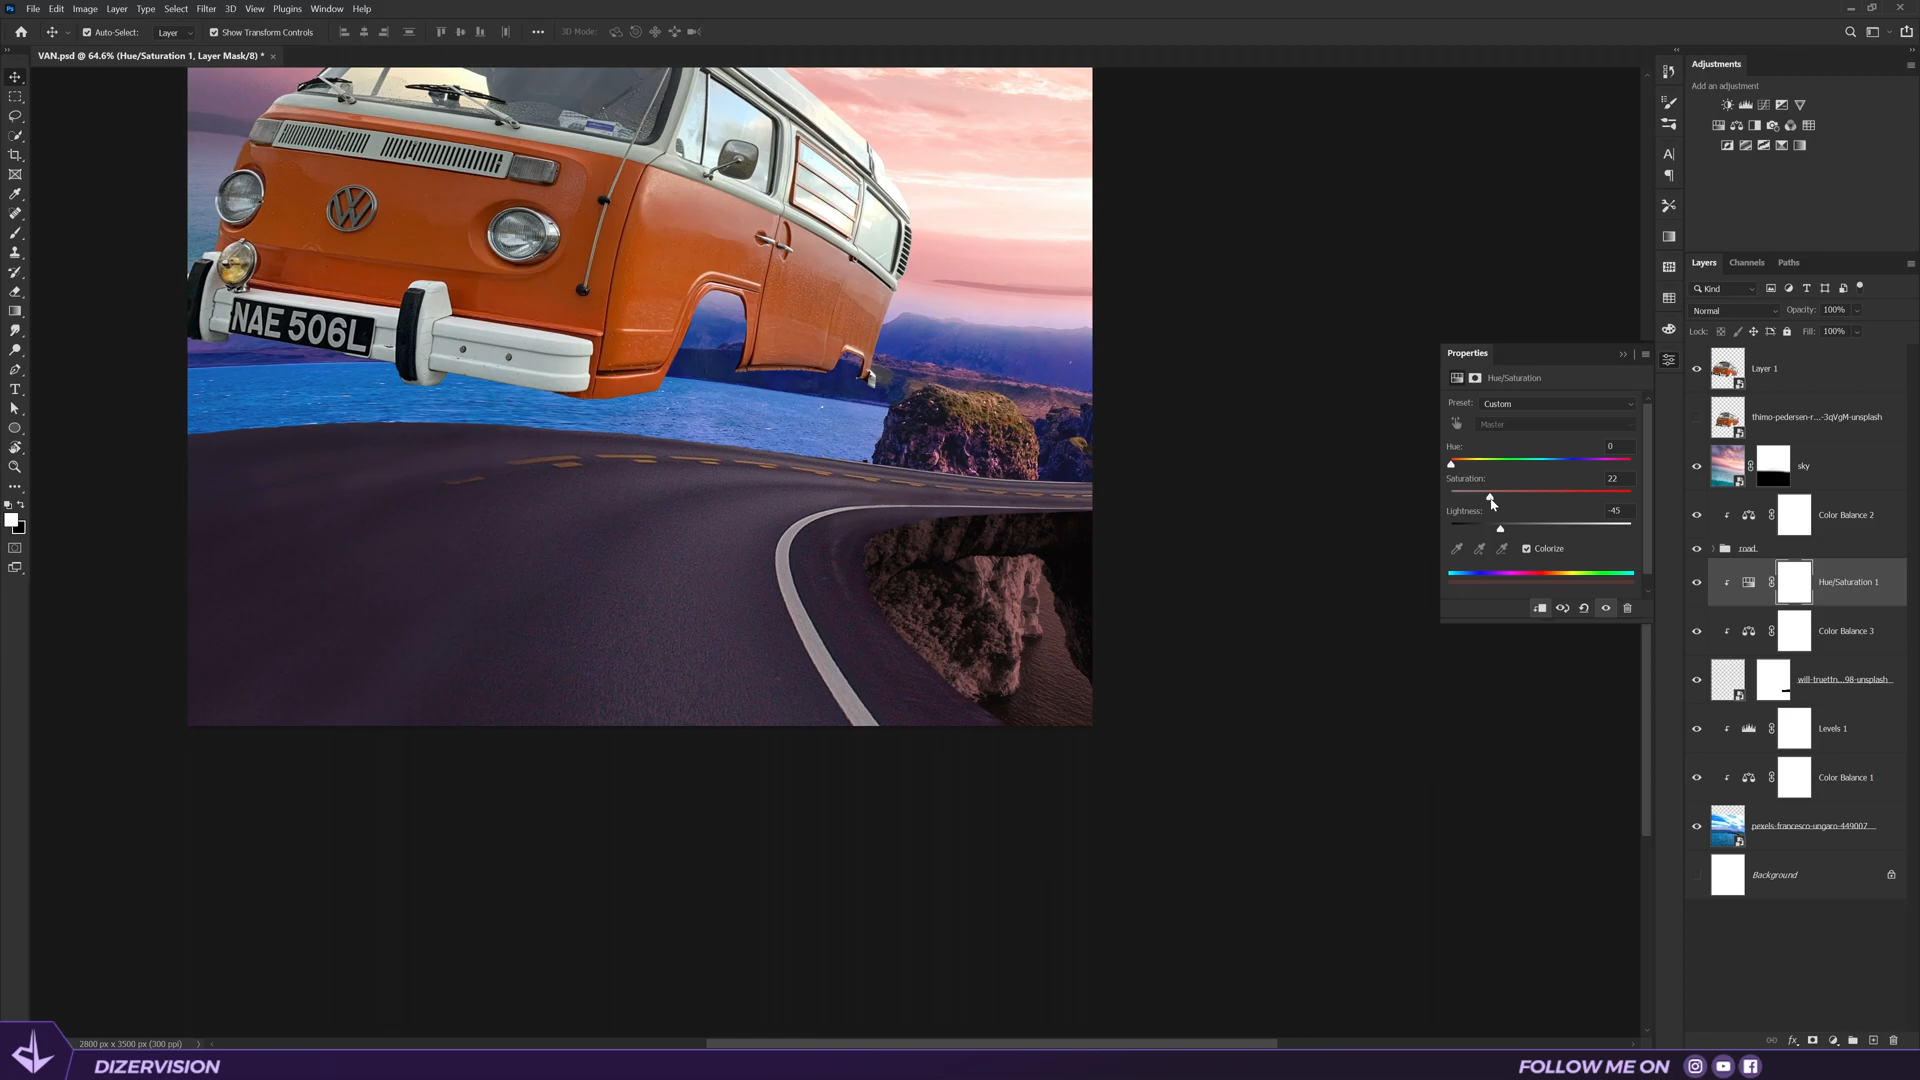 Ps File Edit Image Layer Type Select Filter 3D View Plugins Window Help
Auto-Select: Layer Show Transform Controls 3D Mode:
VAN.psd @ 64.6% (Hue/Saturation 1, Layer Mask/8) *
Adjustments
Add an adjustment
Layers Channels Paths
Kind
Normal Opacity: 100%
Lock: Fill: 100%
Layer 1
thimo-pedersen-r...-3qVgM-unsplash
sky
Color Balance 2
road
Hue/Saturation 1
Color Balance 3
will-truettn...98-unsplash
Levels 1
Color Balance 1
pexels-francesco-ungaro-449007
Background
Properties
Hue/Saturation
Preset: Custom
Master
Hue: 0
Saturation: 22
Lightness: -45
Colorize
NAE 506L
2800 px x 3500 px (300 ppi)
DIZERVISION
FOLLOW ME ON